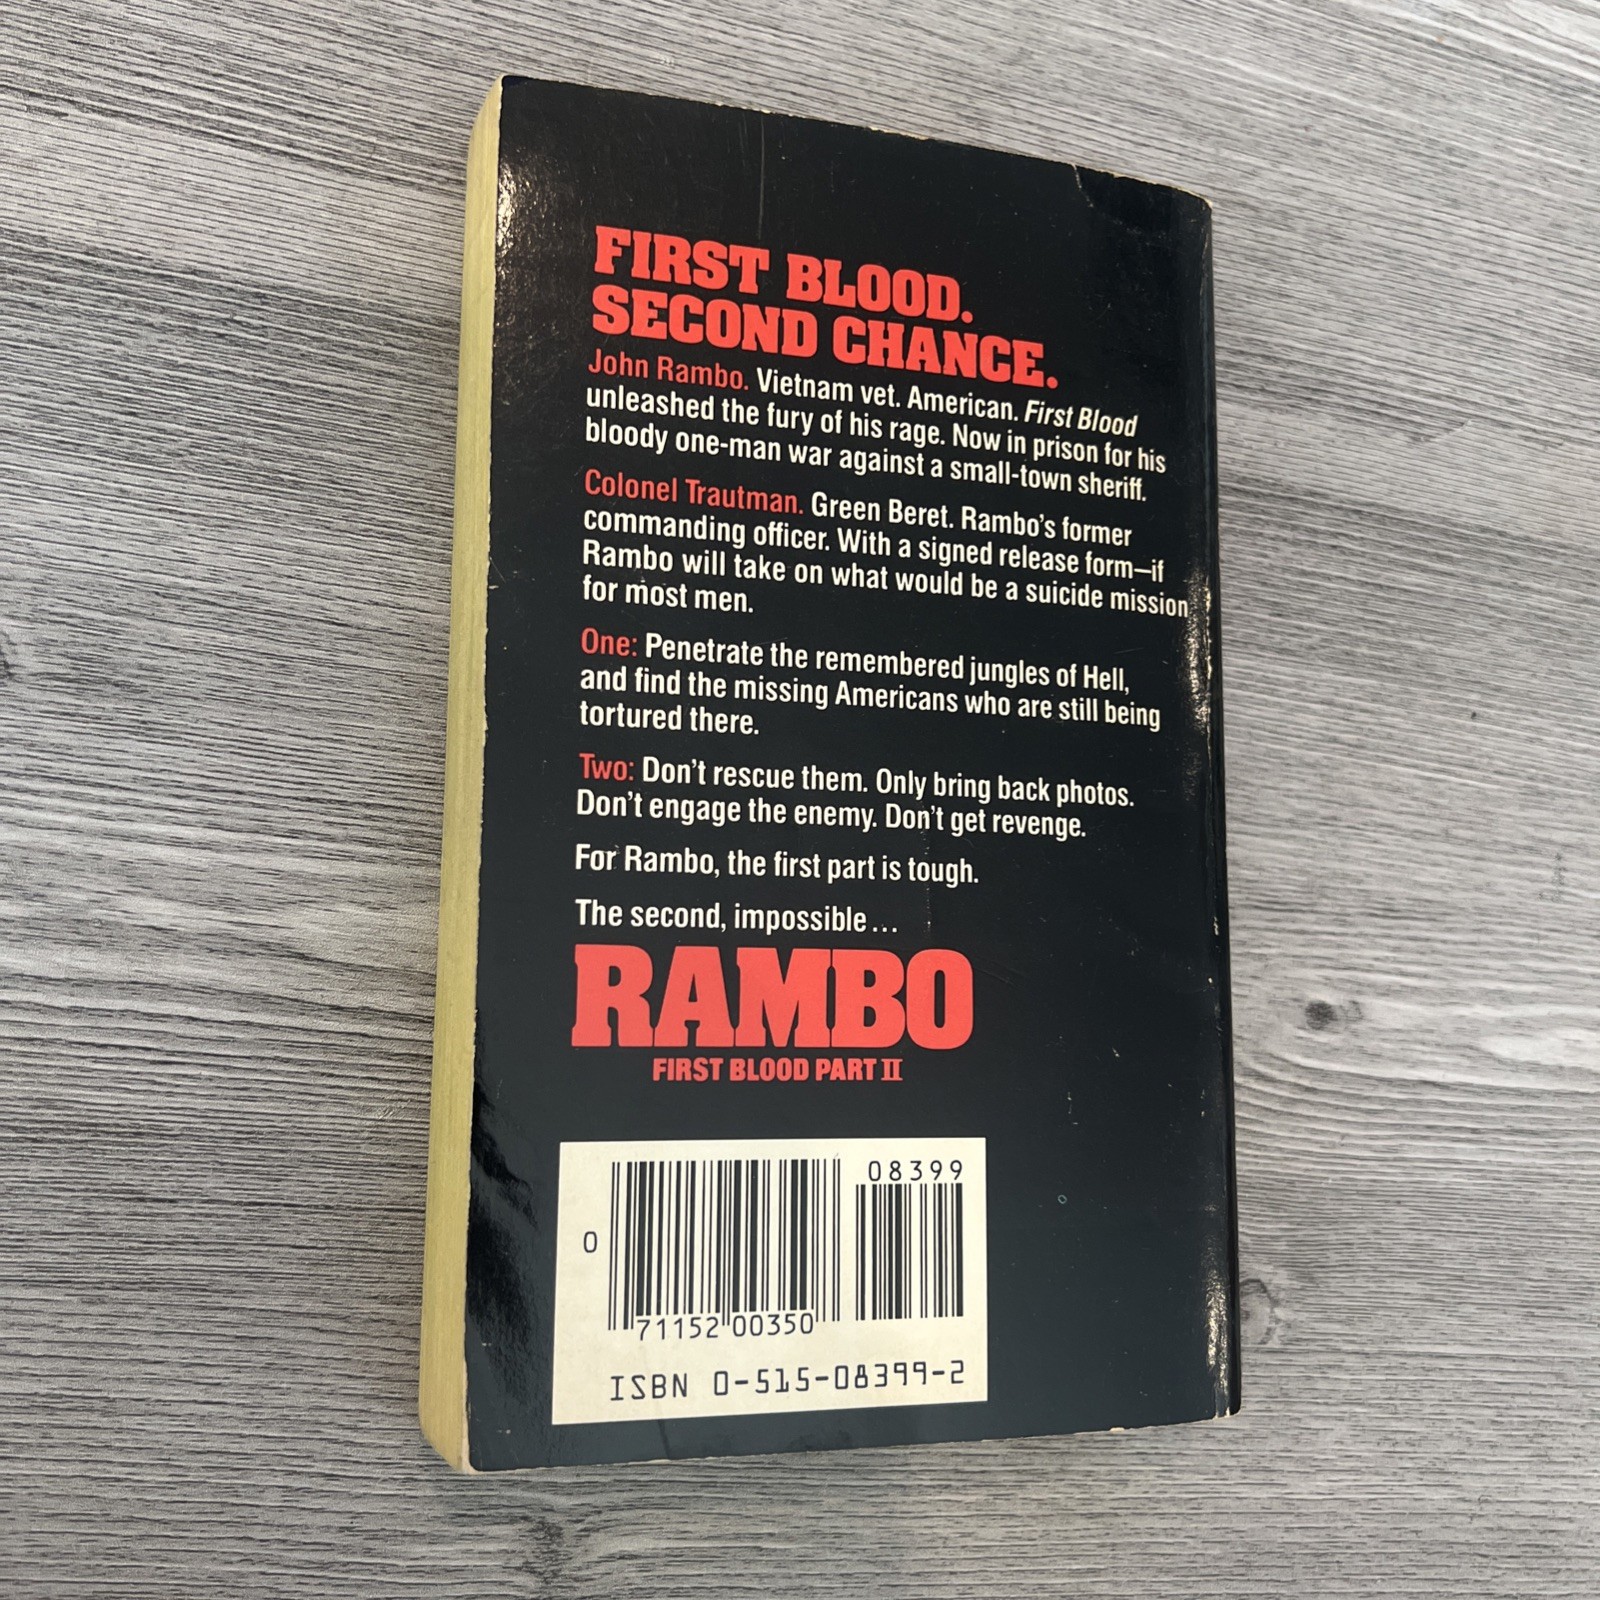 FIRST BLOOD.
SECOND CHANCE.
John Rambo. Vietnam vet. American. First Blood
unleashed the fury of his rage. Now in prison for his
bloody one-man war against a small-town sheriff.
Colonel Trautman. Green Beret. Rambo's former
commanding officer. With a signed release form—if
Rambo will take on what would be a suicide mission
for most men.
One: Penetrate the remembered jungles of Hell,
and find the missing Americans who are still being
tortured there.
Two: Don't rescue them. Only bring back photos.
Don't engage the enemy. Don't get revenge.
For Rambo, the first part is tough.
The second, impossible...
RAMBO
FIRST BLOOD PART II
08399
0
71152 00350
ISBN 0-515-08399-2